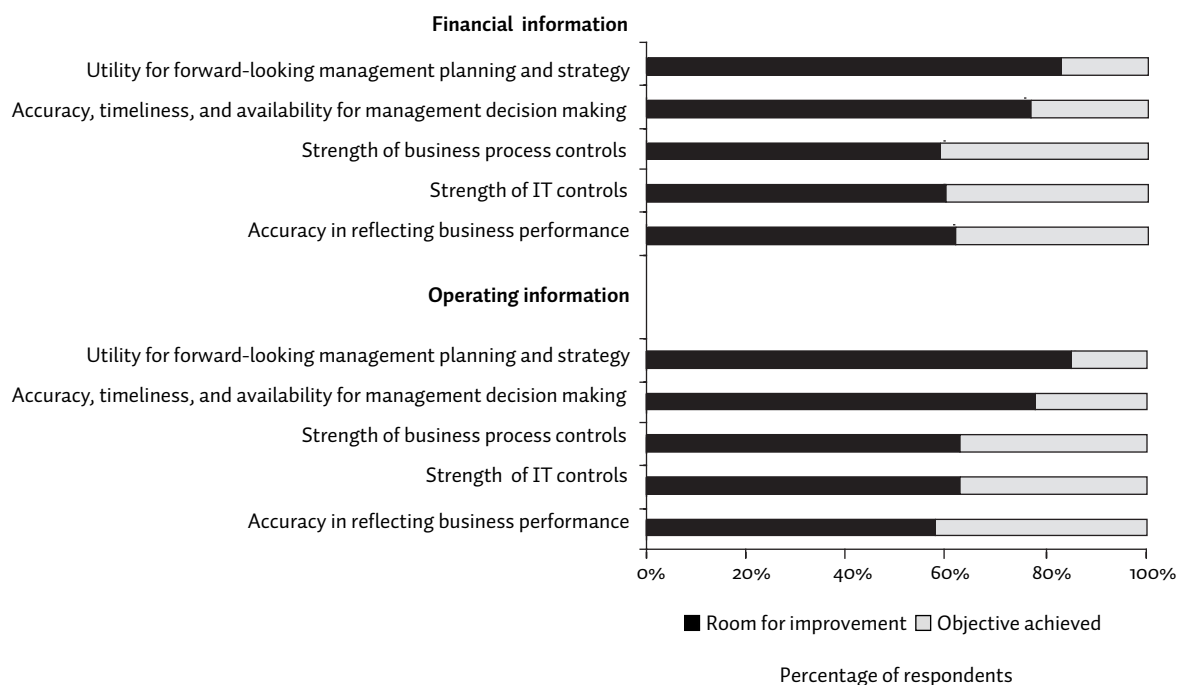 Financial information
Utility for forward-looking management planning and strategy
Accuracy, timeliness, and availability for management decision making
Strength of business process controls
Strength of IT controls
Accuracy in reflecting business performance
Operating information
Utility for forward-looking management planning and strategy
Accuracy, timeliness, and availability for management decision making
Strength of business process controls
Strength of IT controls
Accuracy in reflecting business performance
0% 20% 40% 60% 80% 100%
Room for improvement Objective achieved
Percentage of respondents